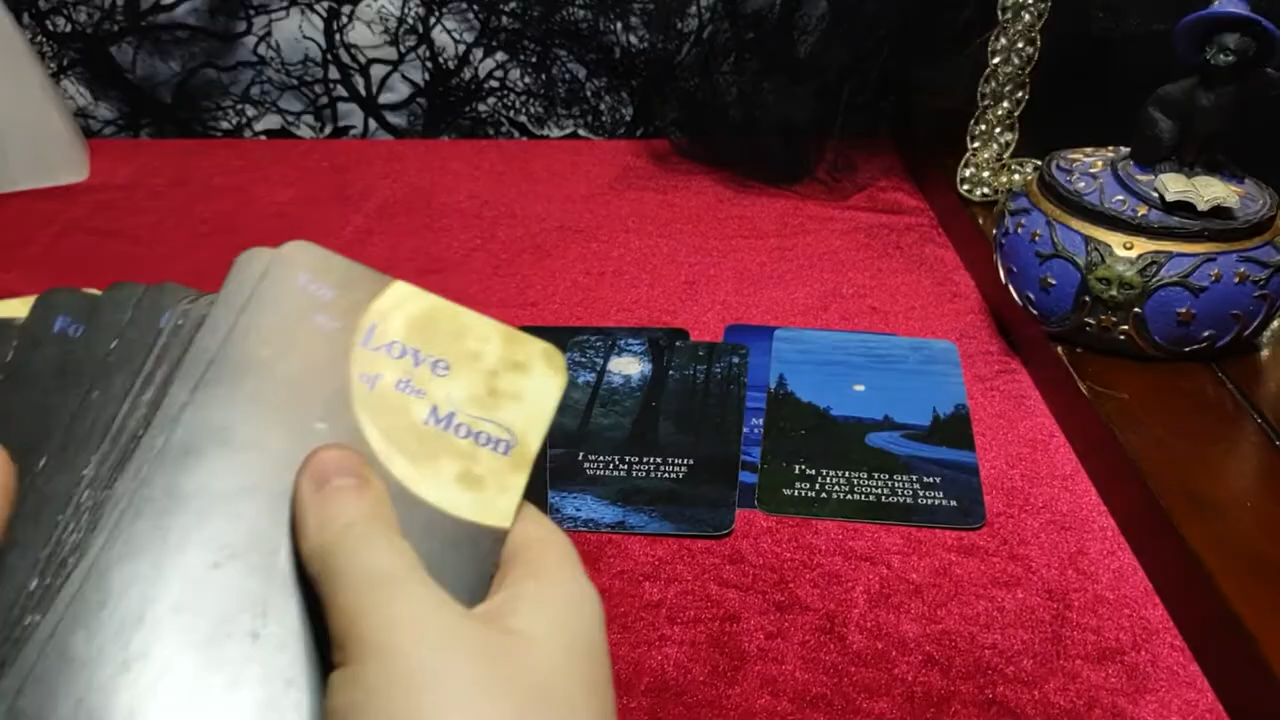 Love
of the
Moon
I WANT TO FIX THIS
BUT I'M NOT SURE
WHERE TO START
I'M TRYING TO GET MY
LIFE TOGETHER
SO I CAN COME TO YOU
WITH A STABLE LOVE OFFER